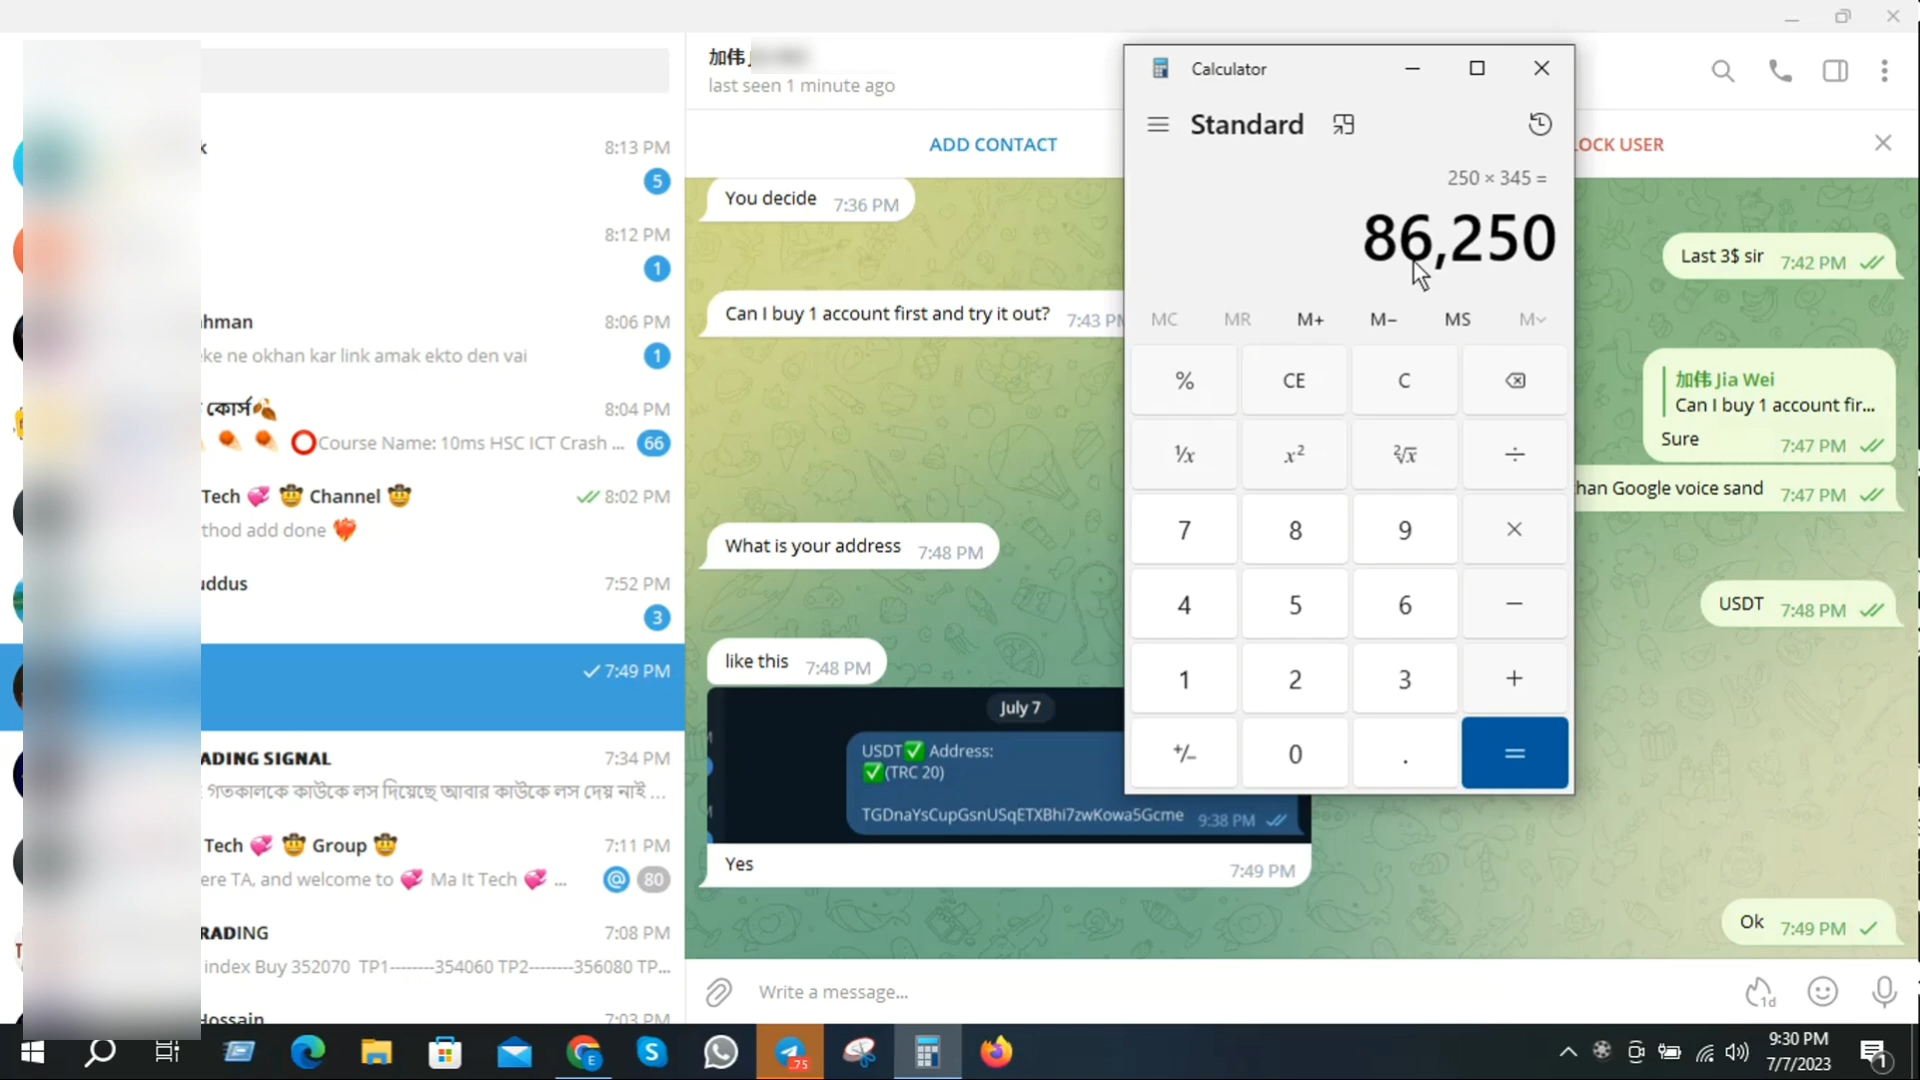 加伟
last seen 1 minute ago
ADD CONTACT
LOCK USER
k
8:13 PM
5
8:12 PM
1
hman
8:06 PM
eke ne okhan kar link amak ekto den vai
1
কোর্স🍂
8:04 PM
⭕Course Name: 10ms HSC ICT Crash ...
66
Tech 💞 🤠 Channel 🤠
8:02 PM
thod add done ❤️‍🔥
uddus
7:52 PM
3
7:49 PM
ADING SIGNAL
7:34 PM
গতকালকে কাউকে লস দিয়েছে আবার কাউকে লস দেয় নাই ...
Tech 💞 🤠 Group 🤠
7:11 PM
ere TA, and welcome to 💞 Ma It Tech 💞 ...
@
80
RADING
7:08 PM
index Buy 352070 TP1--------354060 TP2--------356080 TP...
Hossain
7:03 PM
You decide 7:36 PM
Last 3$ sir 7:42 PM
Can I buy 1 account first and try it out? 7:43 PM
加伟 Jia Wei
Can I buy 1 account fir...
Sure 7:47 PM
han Google voice sand 7:47 PM
What is your address 7:48 PM
USDT 7:48 PM
like this 7:48 PM
July 7
USDT✅ Address:
✅(TRC 20)
TGDnaYsCupGsnUSqETXBhi7zwKowa5Gcme 9:38 PM
Yes
7:49 PM
Ok 7:49 PM
Write a message...
1d
Calculator
Standard
250 × 345 =
86,250
MC MR M+ M− MS M
% CE C
¹/x x² ²√x ÷
7 8 9 ×
4 5 6 −
1 2 3 +
+/− 0 . =
75
9:30 PM
7/7/2023
1